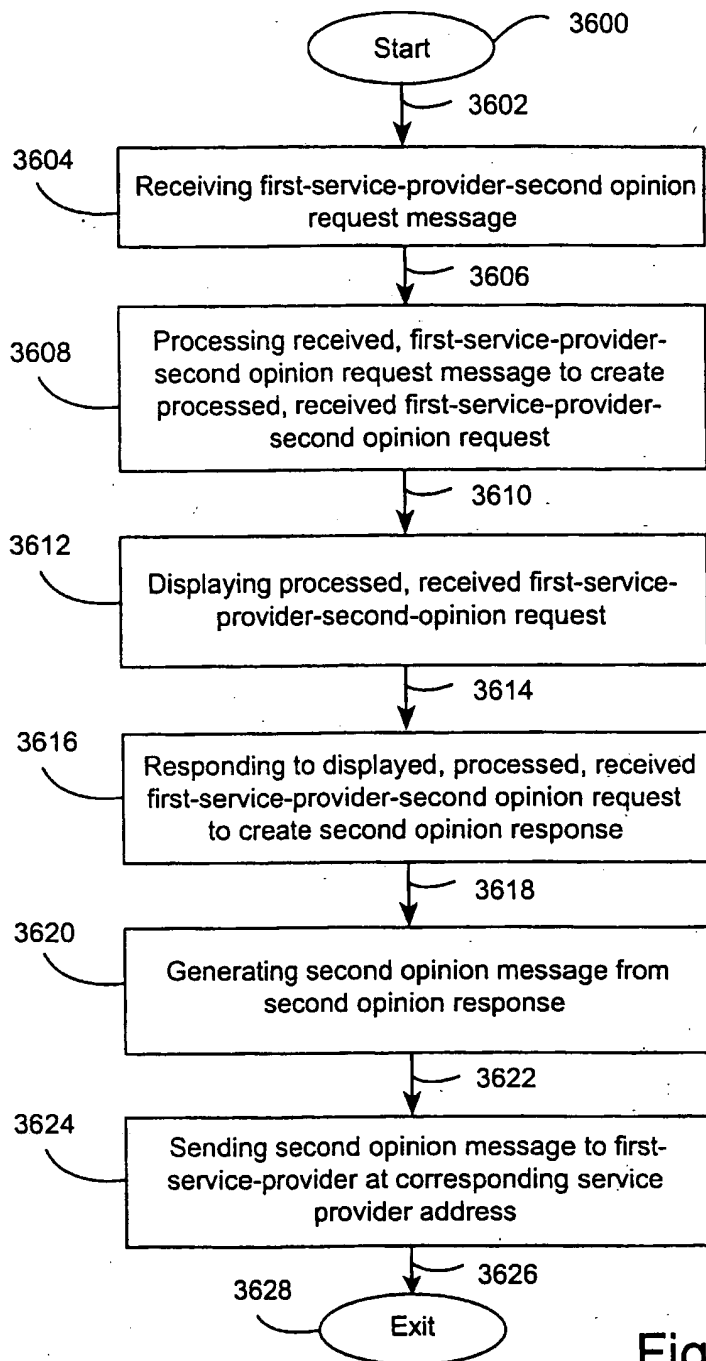 Start
3600
3602
3604
Receiving first-service-provider-second opinion
request message
3606
3608
Processing received, first-service-provider-
second opinion request message to create
processed, received first-service-provider-
second opinion request
3610
3612
Displaying processed, received first-service-
provider-second-opinion request
3614
3616
Responding to displayed, processed, received
first-service-provider-second opinion request
to create second opinion response
3618
3620
Generating second opinion message from
second opinion response
3622
3624
Sending second opinion message to first-
service-provider at corresponding service
provider address
3626
3628
Exit
Fig